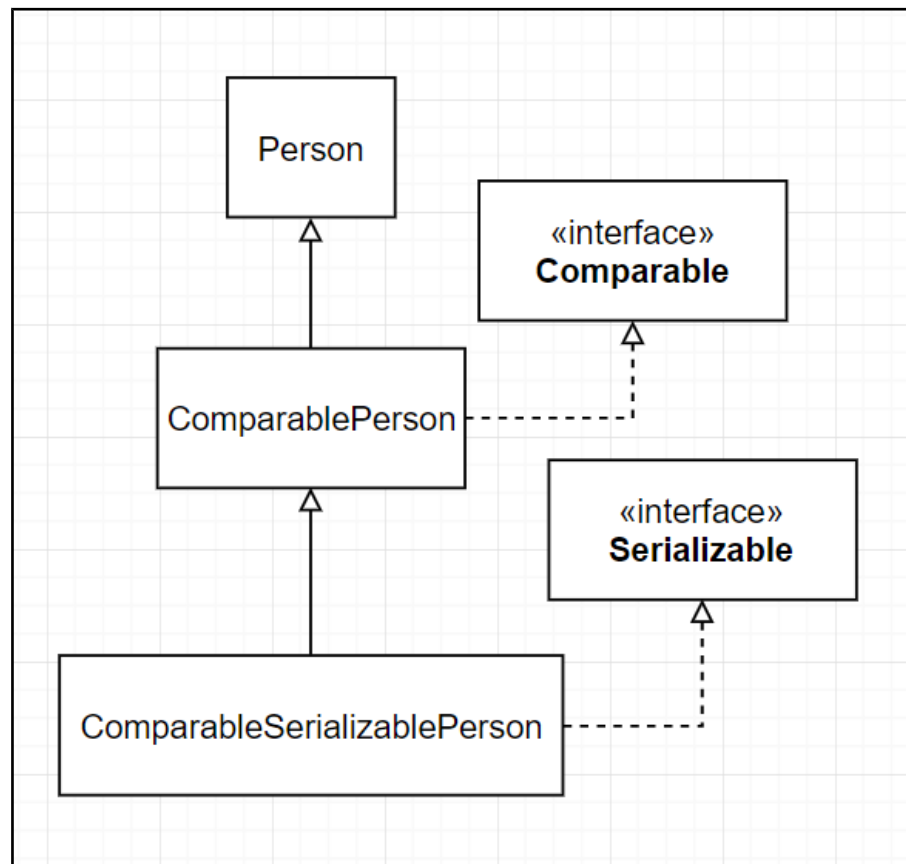 Person
«interface»
Comparable
ComparablePerson
«interface»
Serializable
ComparableSerializablePerson